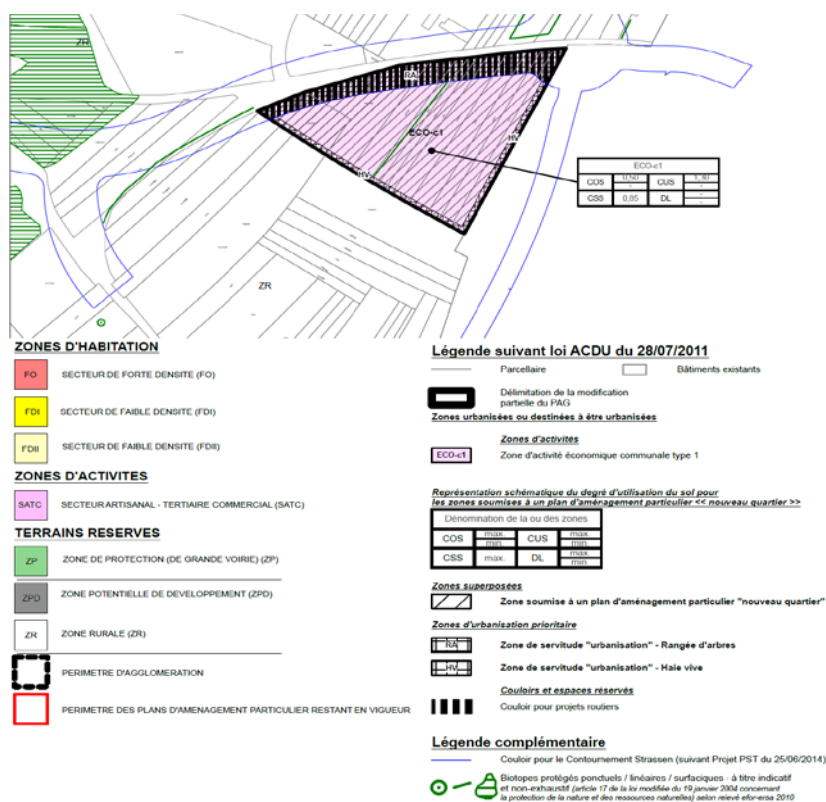 ZR
RA
ECO-c1
HV
HV
ZR
ECO-c1
COS 0,50 - CUS 1,30 -
CSS 0,85 DL - -
ZONES D'HABITATION
FO SECTEUR DE FORTE DENSITE (FO)
FDI SECTEUR DE FAIBLE DENSITE (FDI)
FDII SECTEUR DE FAIBLE DENSITE (FDII)
ZONES D'ACTIVITES
SATC SECTEUR ARTISANAL - TERTIAIRE COMMERCIAL (SATC)
TERRAINS RESERVES
ZP ZONE DE PROTECTION (DE GRANDE VOIRIE) (ZP)
ZPD ZONE POTENTIELLE DE DEVELOPPEMENT (ZPD)
ZR ZONE RURALE (ZR)
PERIMETRE D'AGGLOMERATION
PERIMETRE DES PLANS D'AMENAGEMENT PARTICULIER RESTANT EN VIGUEUR
Légende suivant loi ACDU du 28/07/2011
Parcellaire Bâtiments existants
Délimitation de la modification
partielle du PAG
Zones urbanisées ou destinées à être urbanisées
Zones d'activités
ECO-c1 Zone d'activité économique communale type 1
Représentation schématique du degré d'utilisation du sol pour
les zones soumises à un plan d'aménagement particulier << nouveau quartier >>
Dénomination de la ou des zones
COS max. min. CUS max. min.
CSS max. DL max. min.
Zones superposées
Zone soumise à un plan d'aménagement particulier "nouveau quartier"
Zones d'urbanisation prioritaire
RA Zone de servitude "urbanisation" - Rangée d'arbres
HV Zone de servitude "urbanisation" - Haie vive
Couloirs et espaces réservés
Couloir pour projets routiers
Légende complémentaire
Couloir pour le Contournement Strassen (suivant Projet PST du 25/06/2014)
Biotopes protégés ponctuels / linéaires / surfaciques - à titre indicatif
et non-exhaustif (article 17 de la loi modifiée du 19 janvier 2004 concernant
la protection de la nature et des ressources naturelles) selon relevé efor-ersa 2010